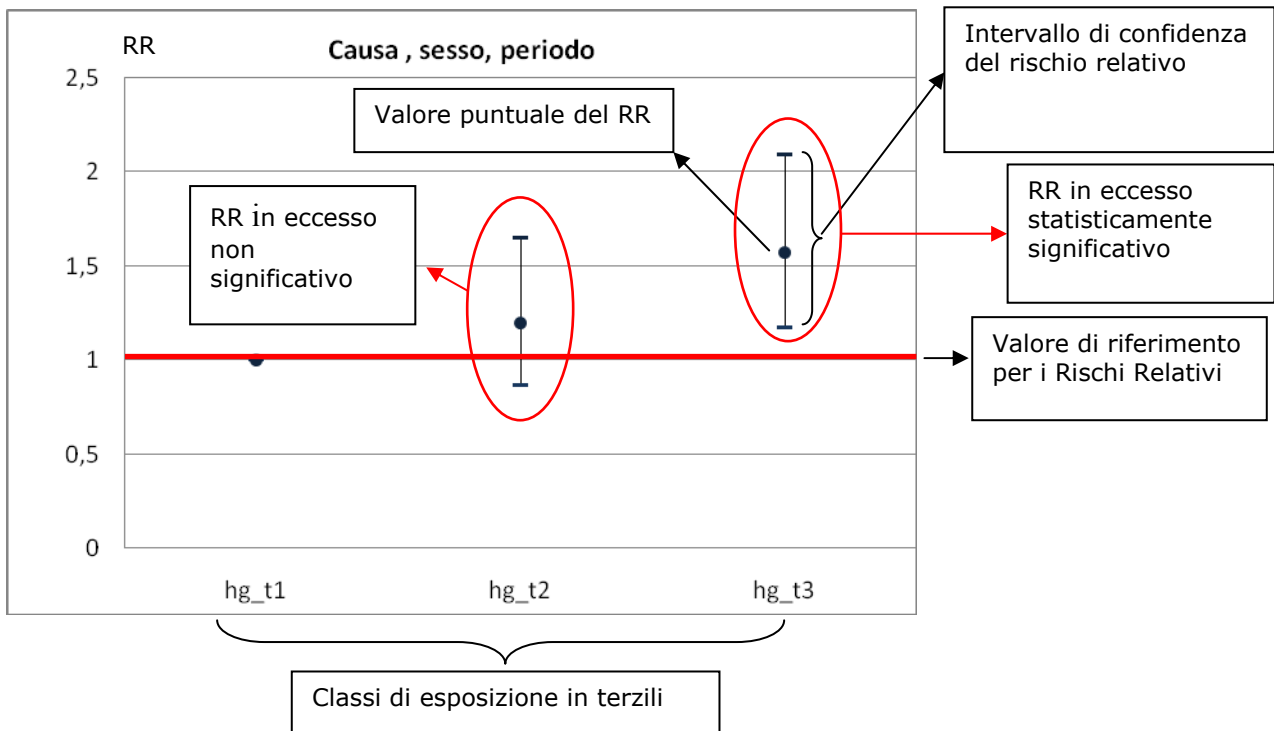 RR
Causa , sesso, periodo
Intervallo di confidenza
del rischio relativo
2,5
Valore puntuale del RR
2
RR in eccesso
non
significativo
RR in eccesso
statisticamente
significativo
1,5
1
Valore di riferimento
per i Rischi Relativi
0,5
0
hg_t1
hg_t2
hg_t3
Classi di esposizione in terzili